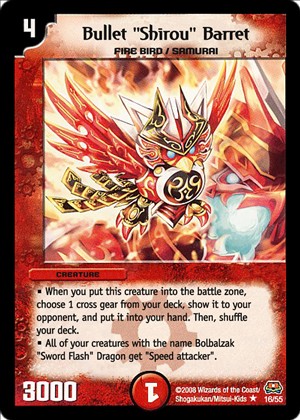 4
Bullet "Shirou" Barret
FIRE BIRD / SAMURAI
CREATURE
▪ When you put this creature into the battle zone,
choose 1 cross gear from your deck, show it to your
opponent, and put it into your hand. Then, shuffle
your deck.
▪ All of your creatures with the name Bolbalzak
"Sword Flash" Dragon get "Speed attacker".
3000
1
©2008 Wizards of the Coast/
Shogakukan/Mitsui-Kids ★ 16/55